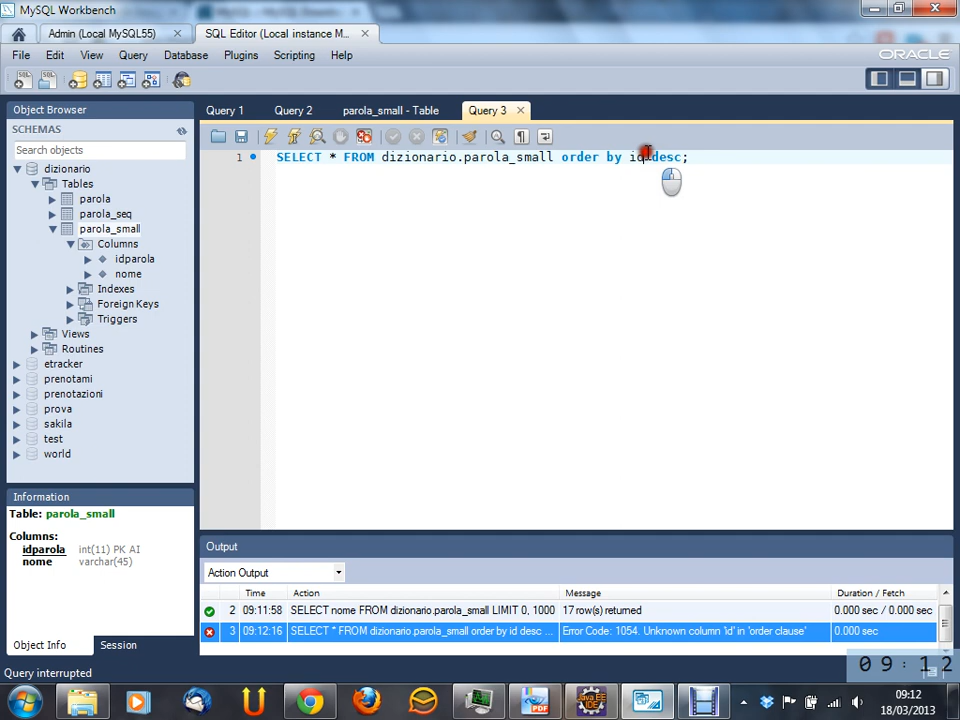 MySQL Workbench
Admin (Local MySQL55)
SQL Editor (Local instance M...
File Edit View Query Database Plugins Scripting Help
ORACLE
Object Browser
SCHEMAS
Search objects
dizionario
Tables
parola
parola_seq
parola_small
Columns
idparola
nome
Indexes
Foreign Keys
Triggers
Views
Routines
etracker
prenotami
prenotazioni
prova
sakila
test
world
Information
Table: parola_small
Columns:
idparola int(11) PK AI
nome varchar(45)
Object Info
Session
Query 1
Query 2
parola_small - Table
Query 3
1 SELECT * FROM dizionario.parola_small order by id desc;
Output
Action Output
Time Action Message Duration / Fetch
2 09:11:58 SELECT nome FROM dizionario.parola_small LIMIT 0, 1000 17 row(s) returned 0.000 sec / 0.000 sec
3 09:12:16 SELECT * FROM dizionario.parola_small order by id desc ... Error Code: 1054. Unknown column 'id' in 'order clause' 0.000 sec
Query interrupted
09:12
09:12
18/03/2013